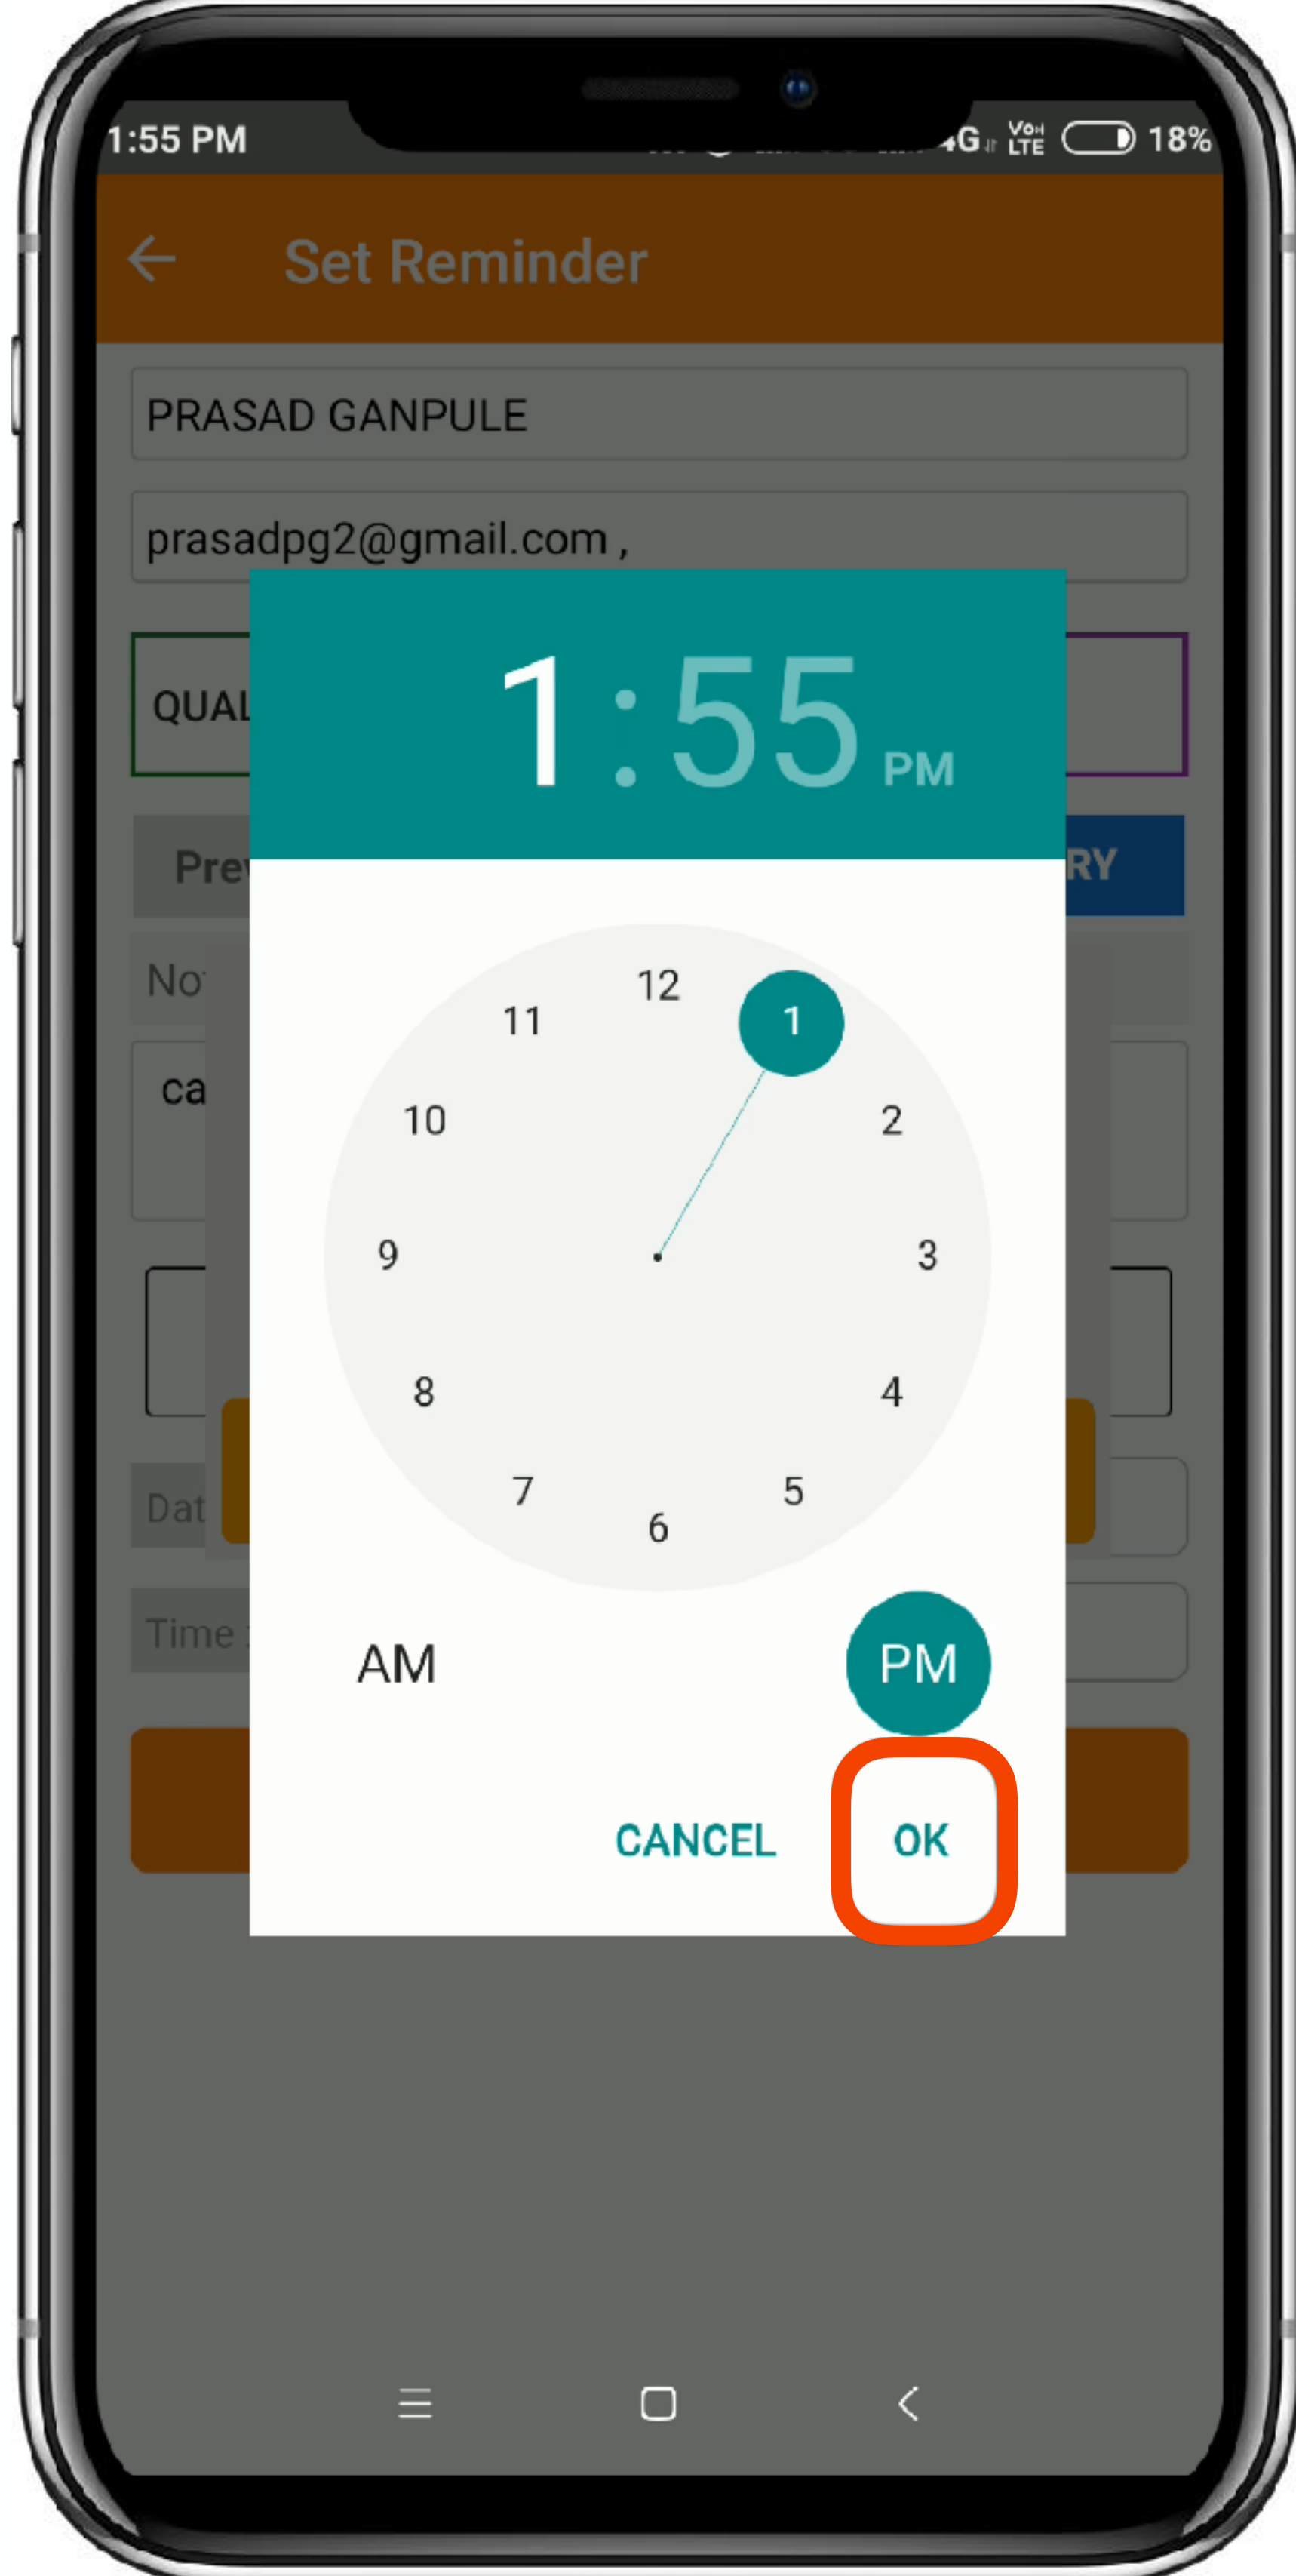 1:55 PM
4G VoLTE 18%
Set Reminder
PRASAD GANPULE
prasadpg2@gmail.com ,
QUAL
1:55 PM
Pre
RY
No
ca
12
11
1
10
2
9
3
8
4
7
5
6
Dat
Time :
AM
PM
CANCEL
OK